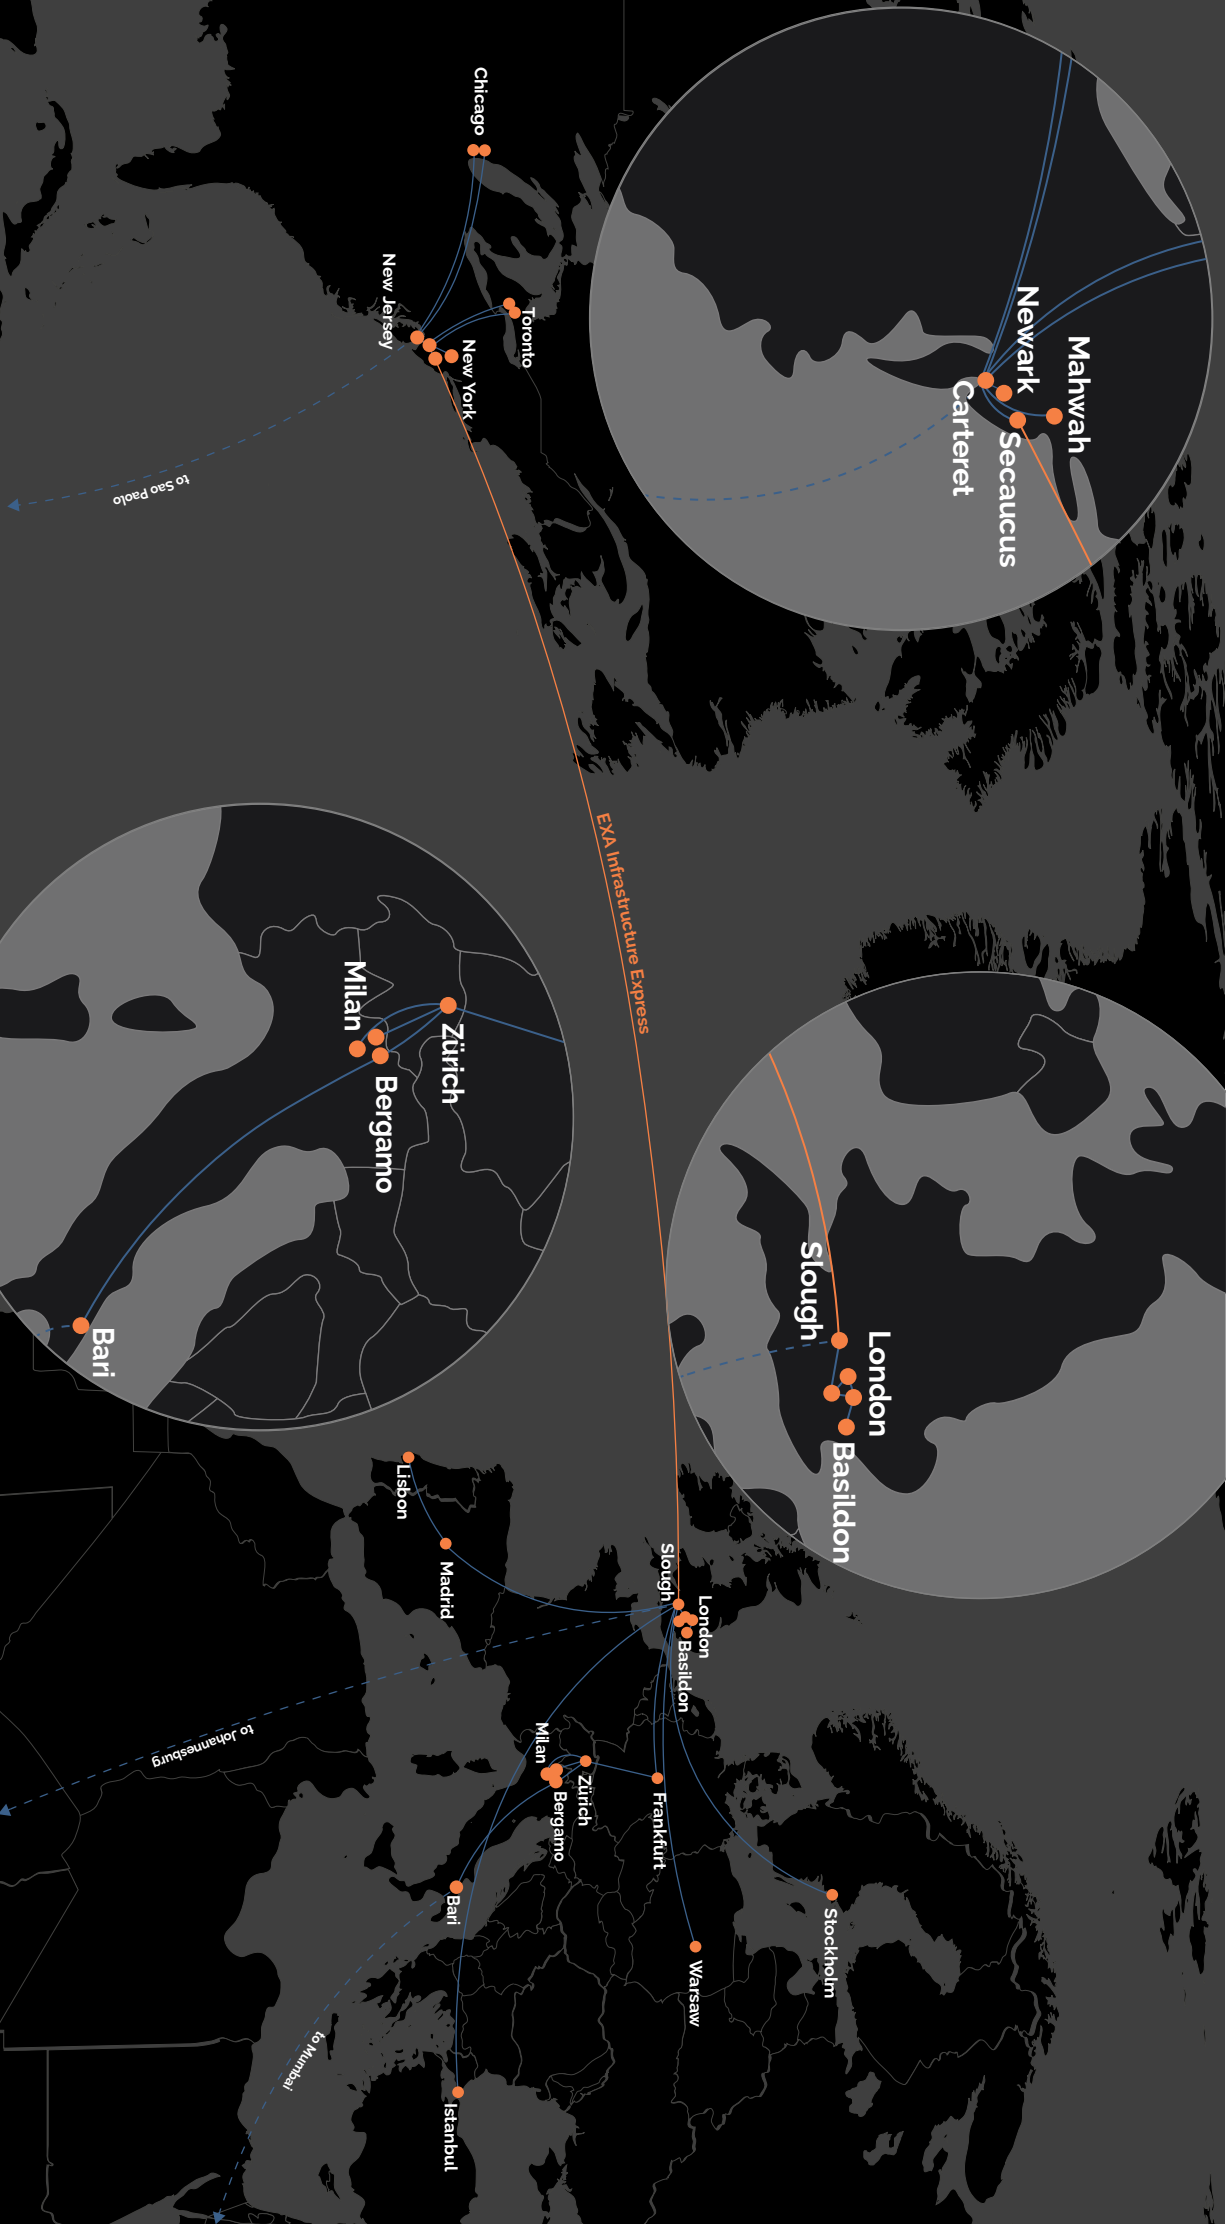 Chicago
Toronto
New Jersey
New York
to Sao Paolo
Newark
Mahwah
Carteret
Secaucus
EXA Infrastructure Express
Milan
Zürich
Bergamo
Bari
Slough
London
Basildon
Lisbon
Madrid
Slough
London
Basildon
to Johannesburg
Milan
Zürich
Bergamo
Frankfurt
Bari
Stockholm
Warsaw
to Mumbai
Istanbul